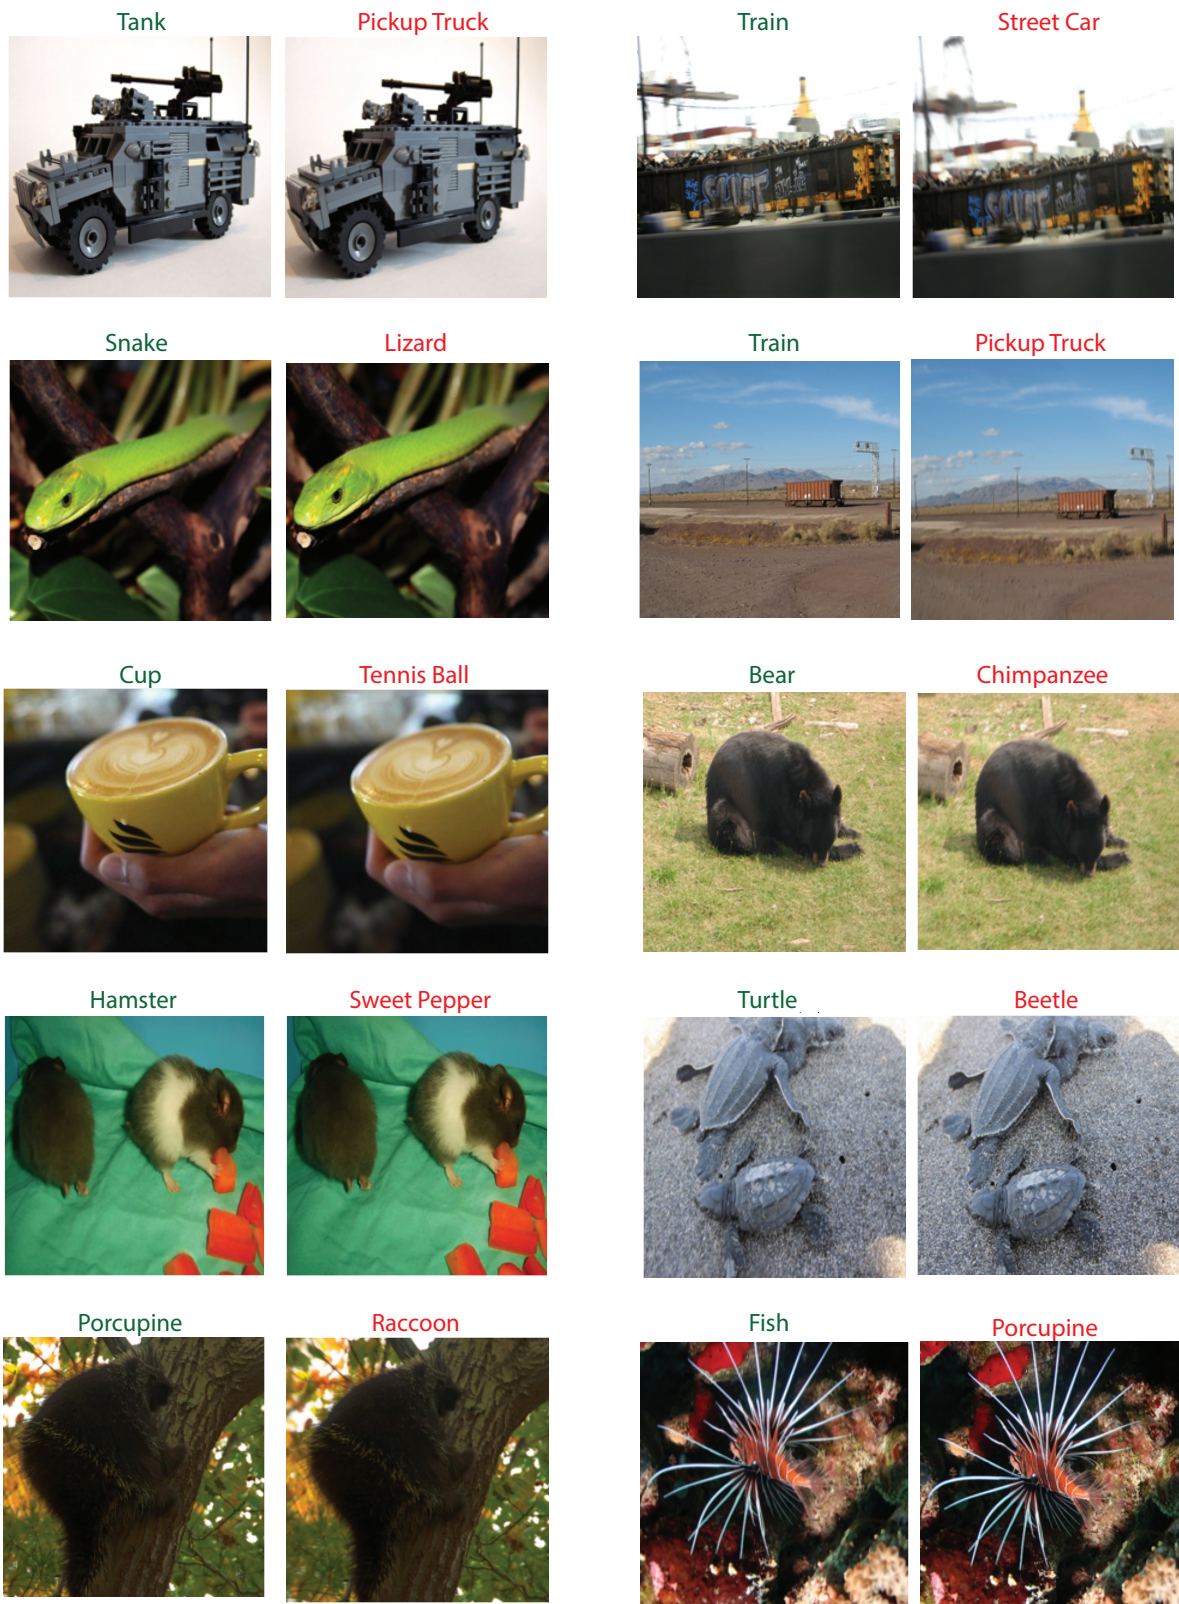 Tank Pickup Truck Train Street Car
Snake Lizard Train Pickup Truck
Cup Tennis Ball Bear Chimpanzee
Hamster Sweet Pepper Turtle Beetle
Porcupine Raccoon Fish Porcupine